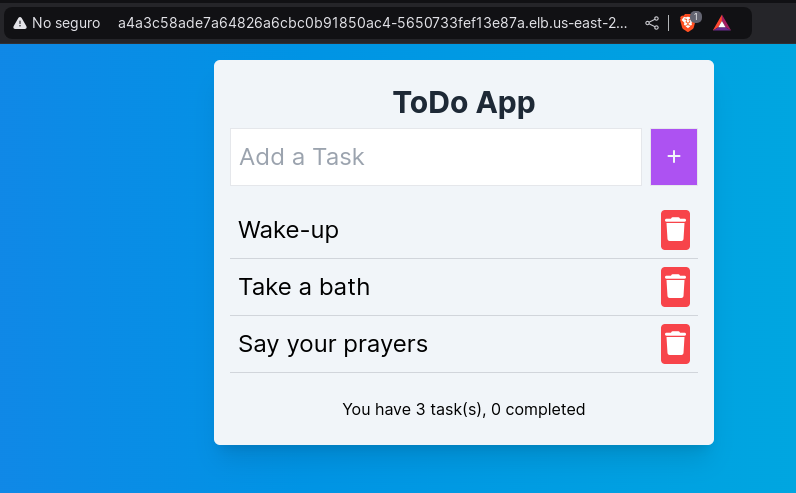 No seguro a4a3c58ade7a64826a6cbc0b91850ac4-5650733fef13e87a.elb.us-east-2... 1
ToDo App
Add a Task +
Wake-up
Take a bath
Say your prayers
You have 3 task(s), 0 completed